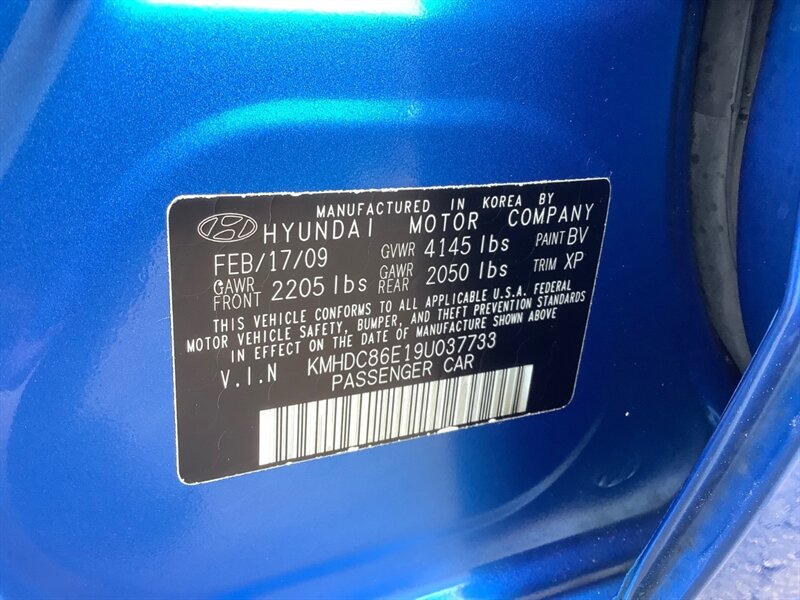 MANUFACTURED IN KOREA BY
HYUNDAI MOTOR COMPANY
FEB/17/09 GVWR 4145 lbs PAINT BV
GAWR FRONT 2205 lbs GAWR REAR 2050 lbs TRIM XP
THIS VEHICLE CONFORMS TO ALL APPLICABLE U.S.A. FEDERAL
MOTOR VEHICLE SAFETY, BUMPER, AND THEFT PREVENTION STANDARDS
IN EFFECT ON THE DATE OF MANUFACTURE SHOWN ABOVE
V.I.N KMHDC86E19U037733
PASSENGER CAR